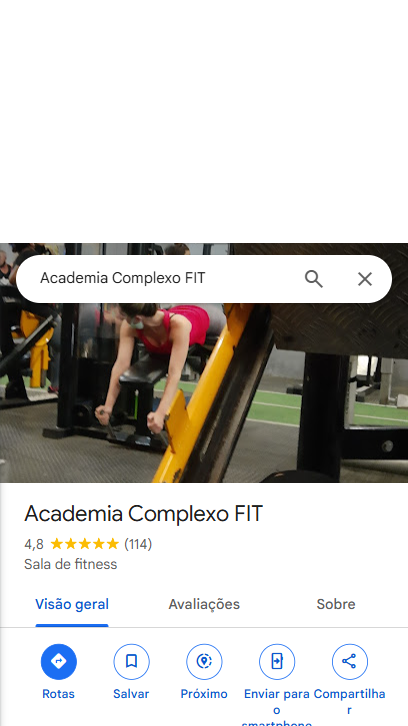 Academia Complexo FIT
Academia Complexo FIT
4,8 (114)
Sala de fitness
Visão geral Avaliações Sobre
Rotas Salvar Próximo Enviar para Compartilha
o r
smartphone